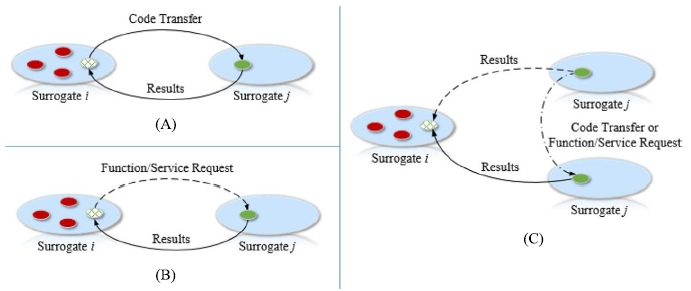 Code Transfer
Results
Surrogate i
Surrogate j
(A)
Function/Service Request
Results
Surrogate i
Surrogate j
(B)
Results
Surrogate j
Code Transfer or
Function/Service Request
Surrogate i
Results
Surrogate j
(C)